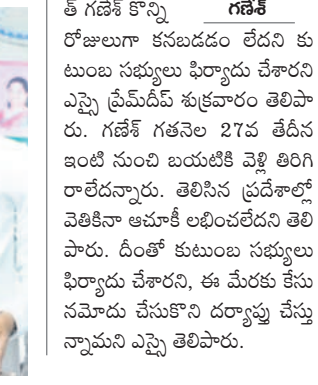 త్ గణేశ్ కొన్ని గణేశ్
రోజులుగా కనబడడం లేదని కు
టుంబ సభ్యులు ఫిర్యాదు చేశారని
ఎస్సై ప్రేమ్‌దీప్ శుక్రవారం తెలిపా
రు. గణేశ్ గతనెల 27వ తేదీన
ఇంటి నుంచి బయటికి వెళ్లి తిరిగి
రాలేదన్నారు. తెలిసిన ప్రదేశాల్లో
వెతికినా ఆచూకీ లభించలేదని తెలి
పారు. దీంతో కుటుంబ సభ్యులు
ఫిర్యాదు చేశారని, ఈ మేరకు కేసు
నమోదు చేసుకొని దర్యాప్తు చేస్తు
న్నామని ఎస్సై తెలిపారు.